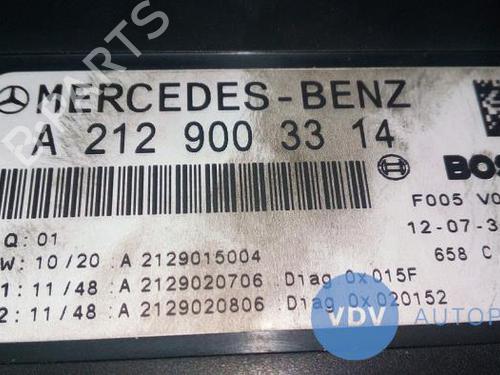 MERCEDES-BENZ
A 212 900 33 14
BOS
F005 V0
Q: 01
12-07-3
W: 10/20 :A 2129015004
658 C
1: 11/48 :A 2129020706 Diag 0x015F
2: 11/48 :A 2129020806 Diag 0x020152
B-PARTS
VDV
AUTOP